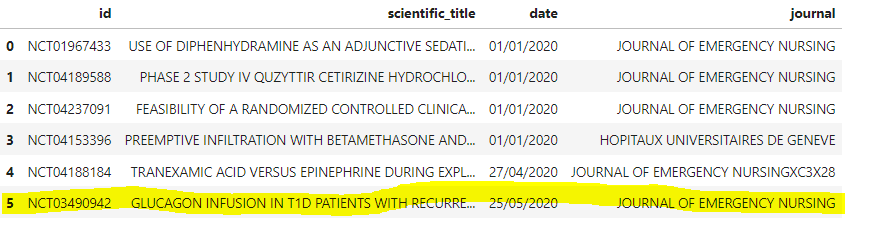 id scientific_title date journal
0 NCT01967433 USE OF DIPHENHYDRAMINE AS AN ADJUNCTIVE SEDATI... 01/01/2020 JOURNAL OF EMERGENCY NURSING
1 NCT04189588 PHASE 2 STUDY IV QUZYTTIR CETIRIZINE HYDROCHLO... 01/01/2020 JOURNAL OF EMERGENCY NURSING
2 NCT04237091 FEASIBILITY OF A RANDOMIZED CONTROLLED CLINICA... 01/01/2020 JOURNAL OF EMERGENCY NURSING
3 NCT04153396 PREEMPTIVE INFILTRATION WITH BETAMETHASONE AND... 01/01/2020 HOPITAUX UNIVERSITAIRES DE GENEVE
4 NCT04188184 TRANEXAMIC ACID VERSUS EPINEPHRINE DURING EXPL... 27/04/2020 JOURNAL OF EMERGENCY NURSINGXC3X28
5 NCT03490942 GLUCAGON INFUSION IN T1D PATIENTS WITH RECURRE... 25/05/2020 JOURNAL OF EMERGENCY NURSING